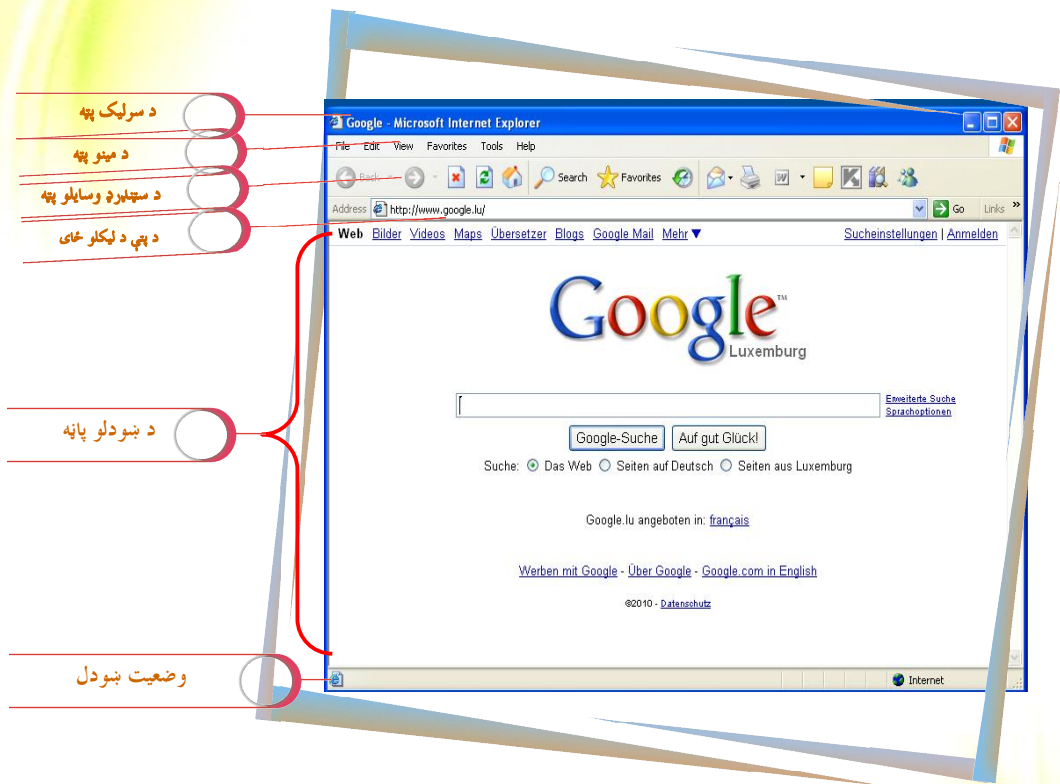 د سرلیک پټه
د مینو پټه
د سټنډیرډ وسایلو پټه
د پتې د لیکلو ځای
د ښودلو پاڼه
وضعیت ښودل
Google - Microsoft Internet Explorer
File Edit View Favorites Tools Help
Back Search Favorites
Address http://www.google.lu/ Go Links »
Web Bilder Videos Maps Übersetzer Blogs Google Mail Mehr ▼ Sucheinstellungen | Anmelden
Google™
Luxemburg
Erweiterte Suche
Sprachoptionen
Google-Suche Auf gut Glück!
Suche: Das Web Seiten auf Deutsch Seiten aus Luxemburg
Google.lu angeboten in: français
Werben mit Google - Über Google - Google.com in English
©2010 - Datenschutz
Internet